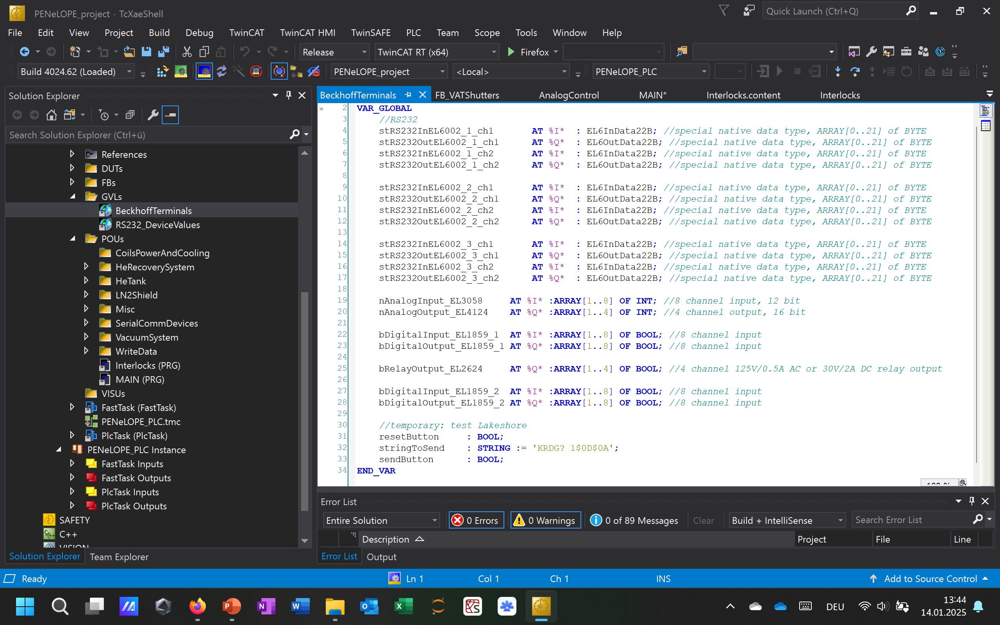 PENeLOPE_project - TcXaeShell
Quick Launch (Ctrl+Q)
File Edit View Project Build Debug TwinCAT TwinCAT HMI TwinSAFE PLC Team Scope Tools Window Help
Release TwinCAT RT (x64) Firefox
Build 4024.62 (Loaded) PENeLOPE_project <Local> PENeLOPE_PLC
Solution Explorer
Search Solution Explorer (Ctrl+ü)
References
DUTs
FBs
GVLs
BeckhoffTerminals
RS232_DeviceValues
POUs
CoilsPowerAndCooling
HeRecoverySystem
HeTank
LN2Shield
Misc
SerialCommDevices
VacuumSystem
WriteData
Interlocks (PRG)
MAIN (PRG)
VISUs
FastTask (FastTask)
PENeLOPE_PLC.tmc
PlcTask (PlcTask)
PENeLOPE_PLC Instance
FastTask Inputs
FastTask Outputs
PlcTask Inputs
PlcTask Outputs
SAFETY
C++
VISION
Solution Explorer Team Explorer
BeckhoffTerminals FB_VATShutters AnalogControl MAIN* Interlocks.content Interlocks
2 VAR_GLOBAL
3 //RS232
4 stRS232InEL6002_1_ch1 AT %I* : EL6InData22B; //special native data type, ARRAY[0..21] of BYTE
5 stRS232OutEL6002_1_ch1 AT %Q* : EL6OutData22B; //special native data type, ARRAY[0..21] of BYTE
6 stRS232InEL6002_1_ch2 AT %I* : EL6InData22B; //special native data type, ARRAY[0..21] of BYTE
7 stRS232OutEL6002_1_ch2 AT %Q* : EL6OutData22B; //special native data type, ARRAY[0..21] of BYTE
8
9 stRS232InEL6002_2_ch1 AT %I* : EL6InData22B; //special native data type, ARRAY[0..21] of BYTE
10 stRS232OutEL6002_2_ch1 AT %Q* : EL6OutData22B; //special native data type, ARRAY[0..21] of BYTE
11 stRS232InEL6002_2_ch2 AT %I* : EL6InData22B; //special native data type, ARRAY[0..21] of BYTE
12 stRS232OutEL6002_2_ch2 AT %Q* : EL6OutData22B; //special native data type, ARRAY[0..21] of BYTE
13
14 stRS232InEL6002_3_ch1 AT %I* : EL6InData22B; //special native data type, ARRAY[0..21] of BYTE
15 stRS232OutEL6002_3_ch1 AT %Q* : EL6OutData22B; //special native data type, ARRAY[0..21] of BYTE
16 stRS232InEL6002_3_ch2 AT %I* : EL6InData22B; //special native data type, ARRAY[0..21] of BYTE
17 stRS232OutEL6002_3_ch2 AT %Q* : EL6OutData22B; //special native data type, ARRAY[0..21] of BYTE
18
19 nAnalogInput_EL3058 AT %I* :ARRAY[1..8] OF INT; //8 channel input, 12 bit
20 nAnalogOutput_EL4124 AT %Q* :ARRAY[1..4] OF INT; //4 channel output, 16 bit
21
22 bDigitalInput_EL1859_1 AT %I* :ARRAY[1..8] OF BOOL; //8 channel input
23 bDigitalOutput_EL1859_1 AT %Q* :ARRAY[1..8] OF BOOL; //8 channel input
24
25 bRelayOutput_EL2624 AT %Q* :ARRAY[1..4] OF BOOL; //4 channel 125V/0.5A AC or 30V/2A DC relay output
26
27 bDigitalInput_EL1859_2 AT %I* :ARRAY[1..8] OF BOOL; //8 channel input
28 bDigitalOutput_EL1859_2 AT %Q* :ARRAY[1..8] OF BOOL; //8 channel input
29
30 //temporary: test Lakeshore
31 resetButton : BOOL;
32 stringToSend : STRING := 'KRDG? 1$0D$0A';
33 sendButton : BOOL;
34 END_VAR
Error List
Entire Solution 0 Errors 0 Warnings 0 of 89 Messages Clear Build + IntelliSense Search Error List
Description Project File Line
Error List Output
Ready Ln 1 Col 1 Ch 1 INS Add to Source Control
DEU 13:44
14.01.2025